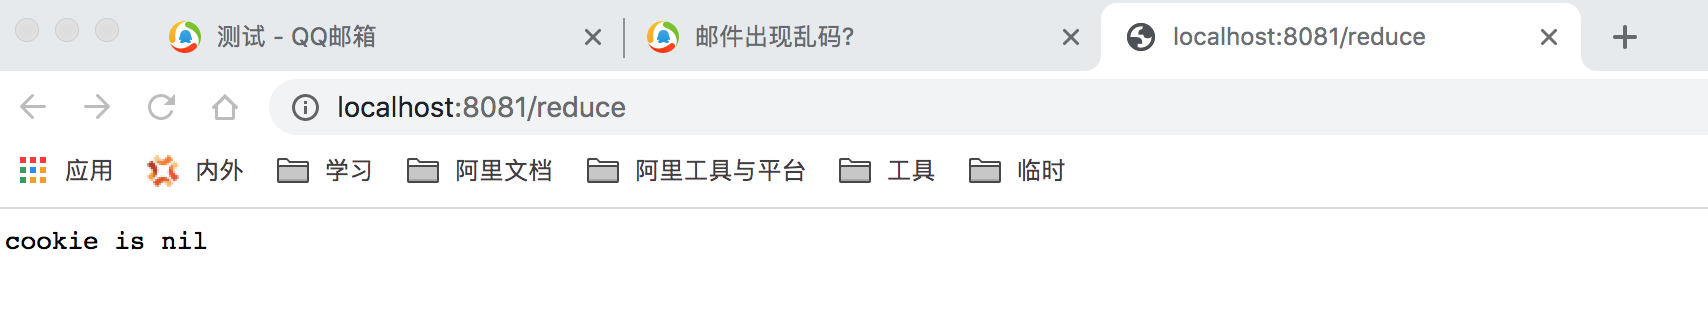 测试 - QQ邮箱 邮件出现乱码? localhost:8081/reduce
localhost:8081/reduce
应用 内外 学习 阿里文档 阿里工具与平台 工具 临时
cookie is nil